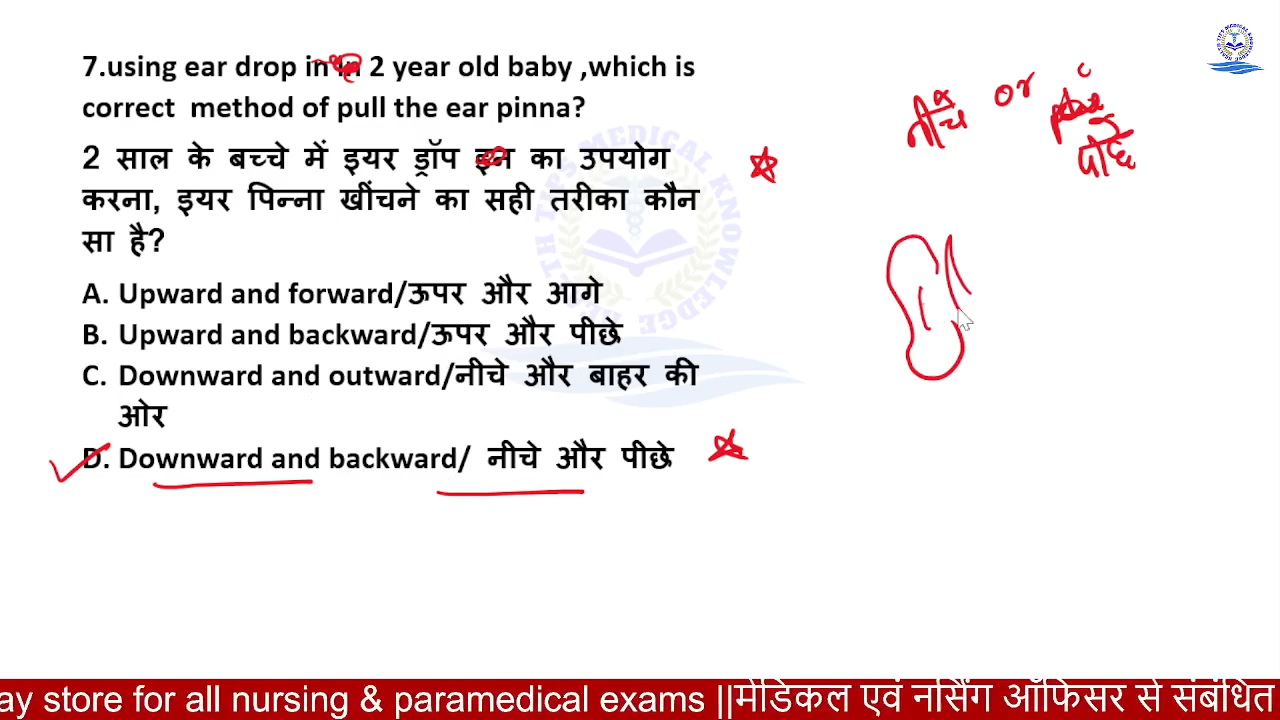 7.using ear drop in in 2 year old baby ,which is
correct method of pull the ear pinna?
2 साल के बच्चे में इयर ड्रॉप इन का उपयोग
करना, इयर पिन्ना खींचने का सही तरीका कौन
सा है?
A. Upward and forward/ऊपर और आगे
B. Upward and backward/ऊपर और पीछे
C. Downward and outward/नीचे और बाहर की
ओर
D. Downward and backward/ नीचे और पीछे
or
ay store for all nursing & paramedical exams ||मेडिकल एवं नर्सिंग ऑफिसर से संबंधित